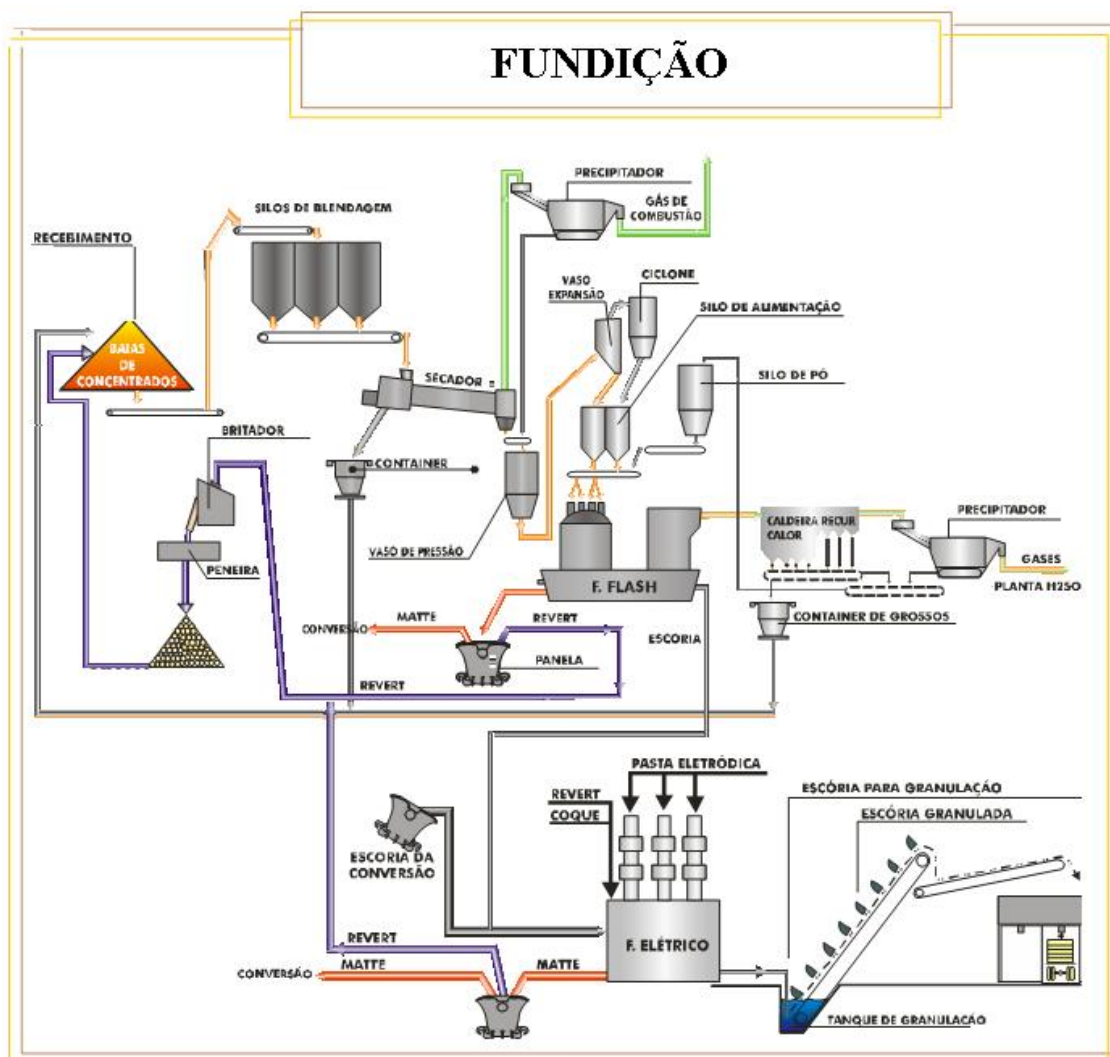 FUNDIÇÃO
PRECIPITADOR
GÁS DE
COMBUSTÃO
SILOS DE BLENDAGEM
RECEBIMENTO
VASO
EXPANSÃO
CICLONE
SILO DE ALIMENTAÇÃO
BAIAS
DE
CONCENTRADOS
SECADOR
SILO DE PÓ
BRITADOR
CONTAINER
PRECIPITADOR
CALDEIRA RECUR
CALOR
VASO DE PRESSÃO
GASES
PENEIRA
F. FLASH
PLANTA H2SO
CONTAINER DE GROSSOS
MATTE
REVERT
CONVERSÃO
ESCORIA
PANELA
REVERT
PASTA ELETRÓDICA
REVERT
COQUE
ESCÓRIA PARA GRANULAÇÃO
ESCÓRIA GRANULADA
ESCORIA DA
CONVERSÃO
REVERT
F. ELÉTRICO
CONVERSÃO
MATTE
MATTE
TANQUE DE GRANULACÃO